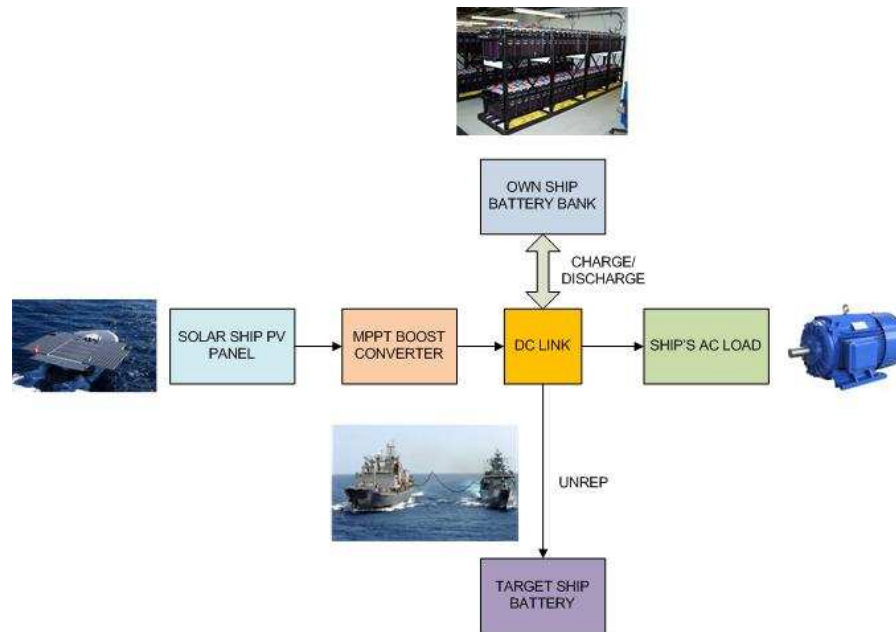 OWN SHIP
BATTERY BANK
CHARGE/
DISCHARGE
SOLAR SHIP PV
PANEL
MPPT BOOST
CONVERTER
DC LINK
SHIP'S AC LOAD
UNREP
TARGET SHIP
BATTERY